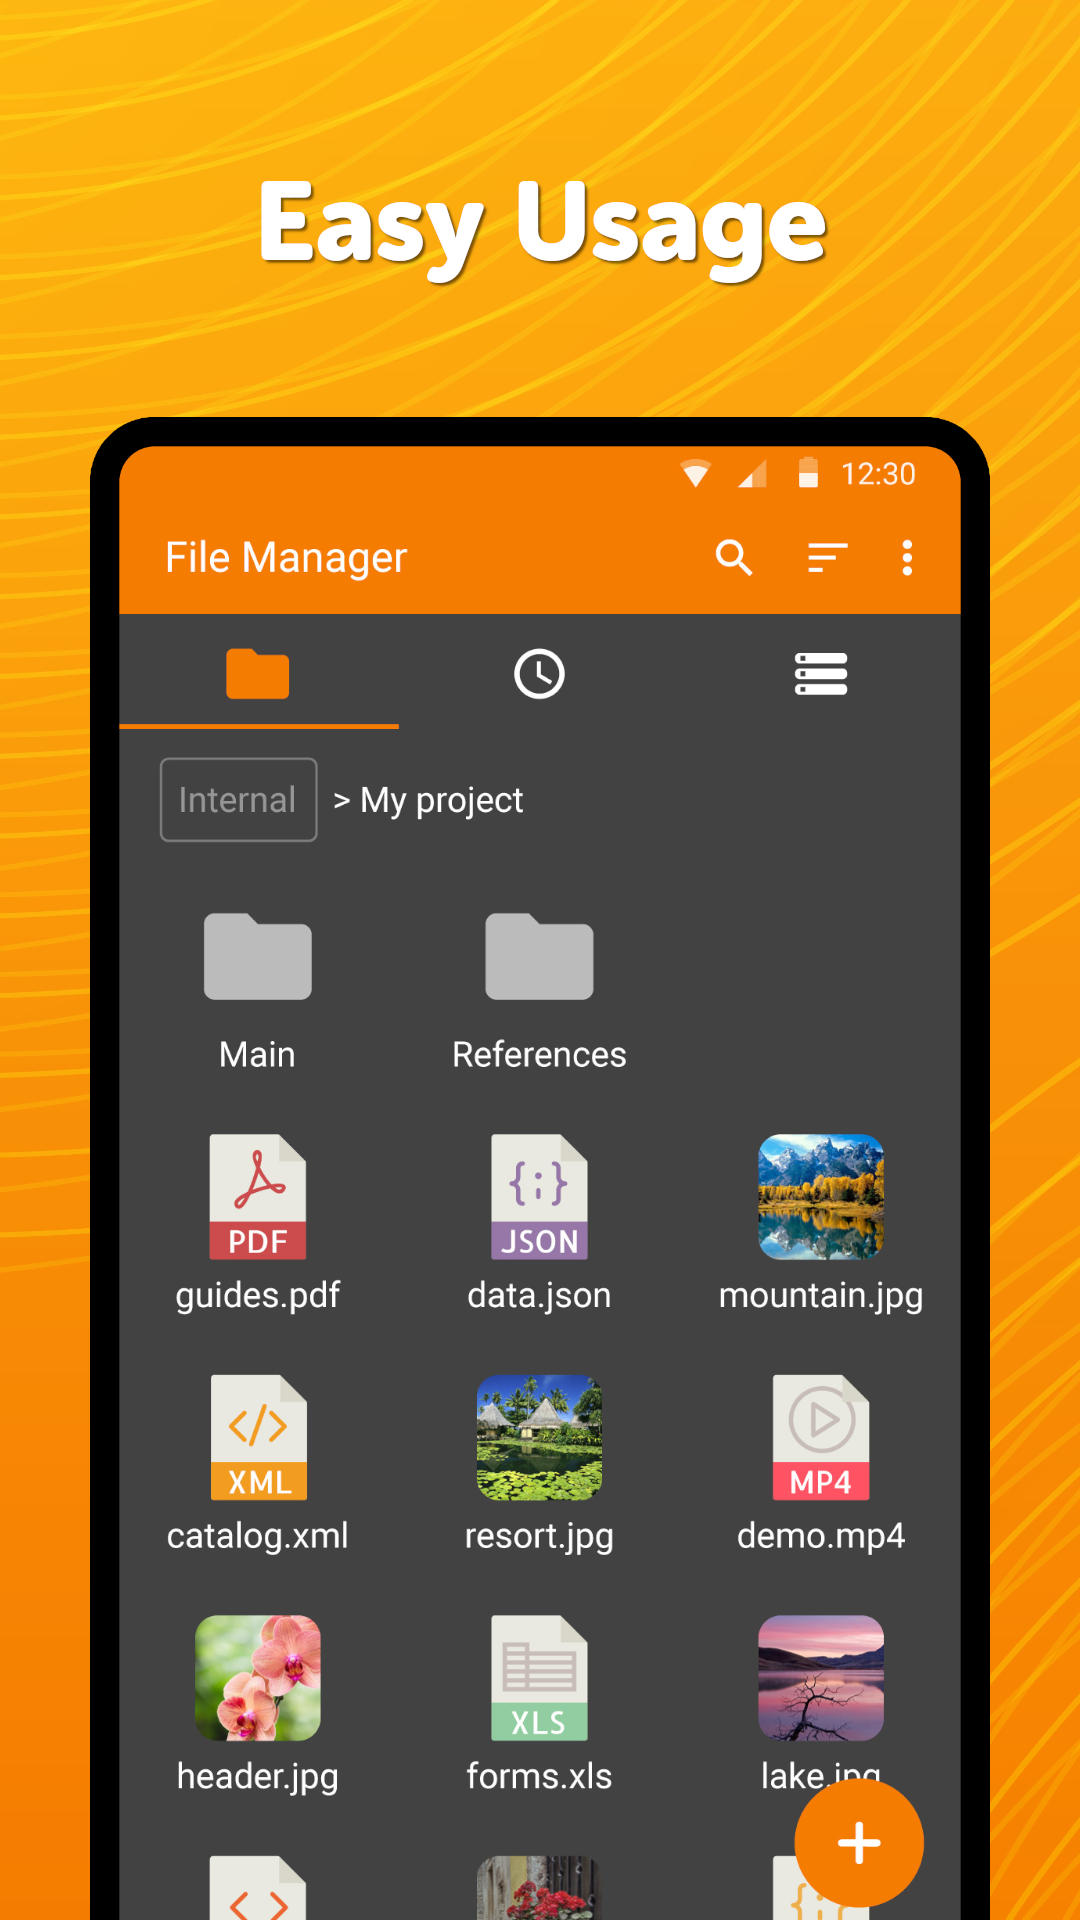 Easy Usage
12:30
File Manager
Internal > My project
Main References
PDF JSON
guides.pdf data.json mountain.jpg
XML MP4
catalog.xml resort.jpg demo.mp4
XLS
header.jpg forms.xls lake.jpg